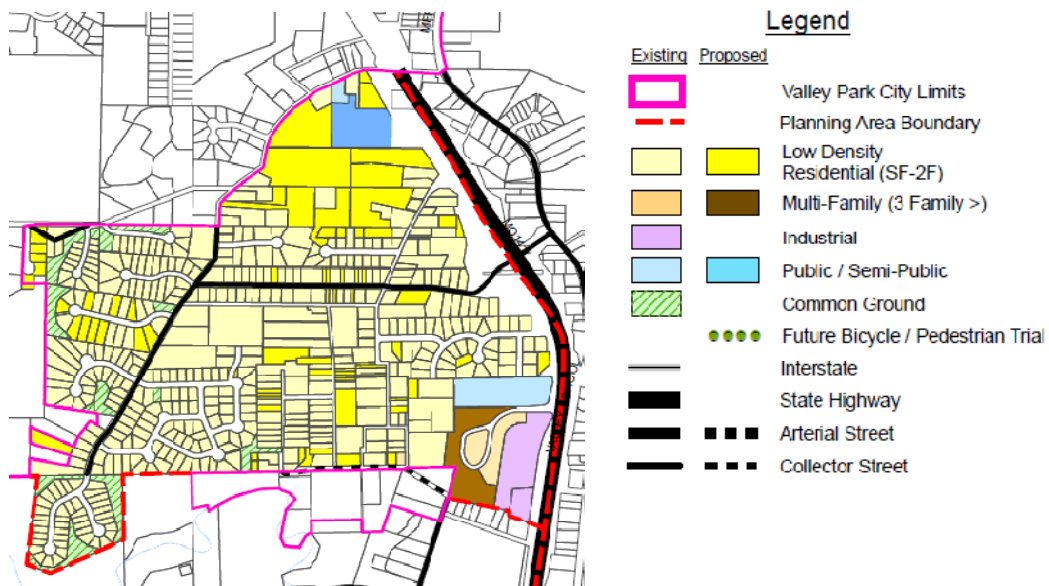 Legend
Existing Proposed
Valley Park City Limits
Planning Area Boundary
Low Density
Residential (SF-2F)
Multi-Family (3 Family >)
Industrial
Public / Semi-Public
Common Ground
Future Bicycle / Pedestrian Trial
Interstate
State Highway
Arterial Street
Collector Street